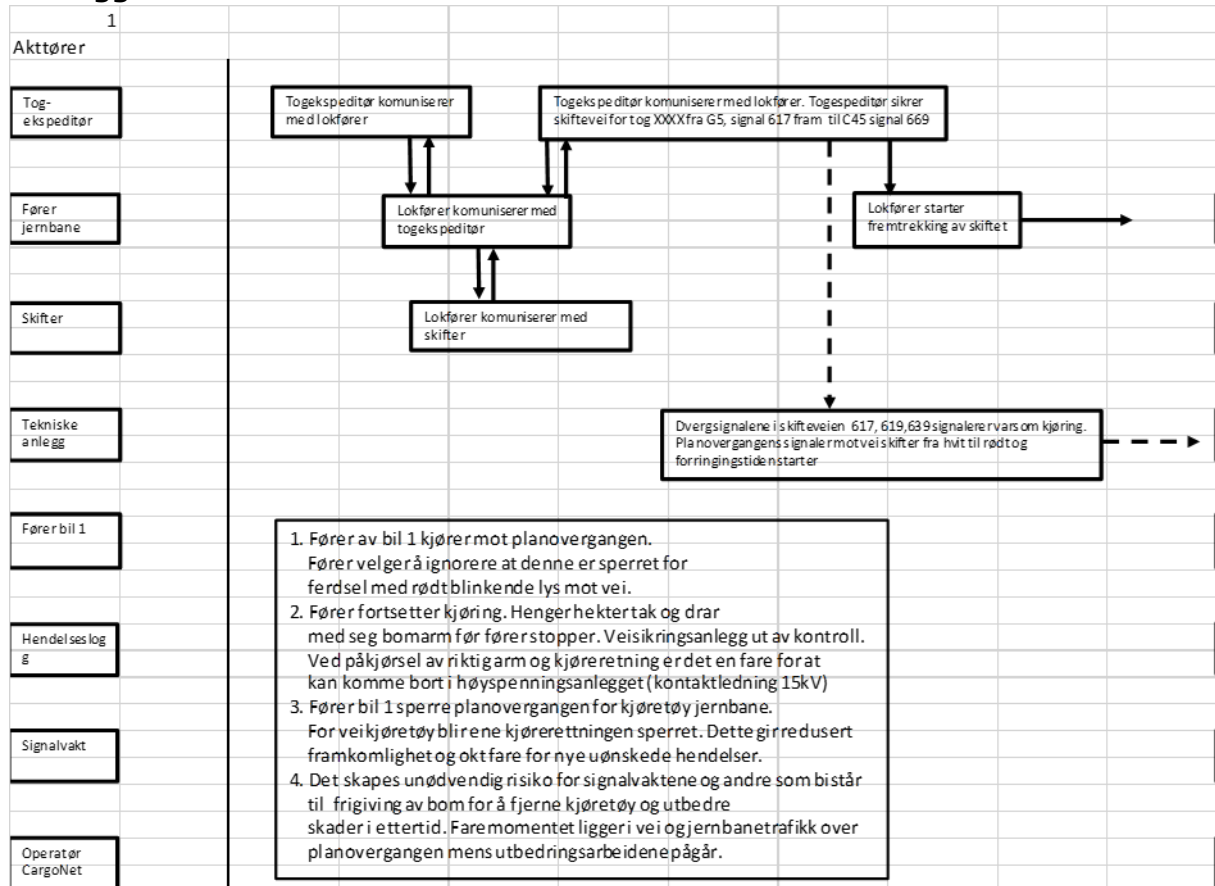 1
Akttører
Tog-
ekspeditør
Togekspeditør komuniserer
med lokfører
Togekspeditør komuniserer med lokfører. Togespeditør sikrer
skiftevei for tog XXXX fra G5, signal 617 fram til C45 signal 669
Fører
jernbane
Lokfører komuniserer med
togekspeditør
Lokfører starter
fremtrekking av skiftet
Skifter
Lokfører komuniserer med
skifter
Tekniske
anlegg
Dvergsignalene i skifteveien 617, 619,639 signalerer varsom kjøring.
Planovergangens signaler mot vei skifter fra hvit til rødt og
forringingstiden starter
Fører bil 1
1. Fører av bil 1 kjører mot planovergangen.
Fører velger å ignorere at denne er sperret for
ferdsel med rødt blinkende lys mot vei.
2. Fører fortsetter kjøring. Henger hekter tak og drar
med seg bomarm før fører stopper. Veisikringsanlegg ut av kontroll.
Ved påkjørsel av riktig arm og kjøreretning er det en fare for at
kan komme bort i høyspenningsanlegget (kontaktledning 15kV)
3. Fører bil 1 sperre planovergangen for kjøretøy jernbane.
For veikjøretøy blir ene kjørerettningen sperret. Dette gir redusert
framkomlighet og oktfare for nye uønskede hendelser.
4. Det skapes unødvendig risiko for signalvaktene og andre som bistår
til frigiving av bom for å fjerne kjøretøy og utbedre
skader i ettertid. Faremomentet ligger i vei og jernbanetrafikk over
planovergangen mens utbedringsarbeidene pågår.
Hendelseslog
g
Signalvakt
Operatør
CargoNet